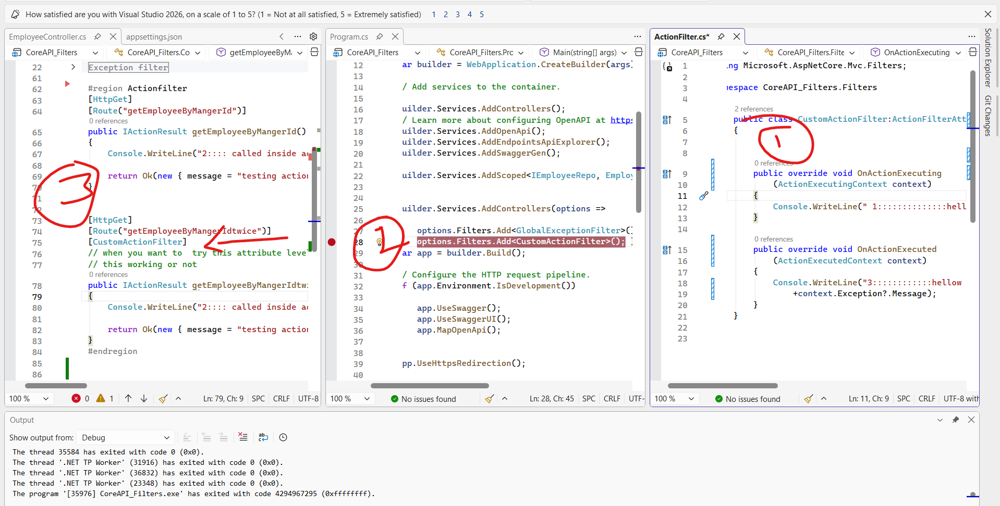 How satisfied are you with Visual Studio 2026, on a scale of 1 to 5? (1 = Not at all satisfied, 5 = Extremely satisfied) 1 2 3 4 5
EmployeeController.cs appsettings.json
CoreAPI_Filters CoreAPI_Filters.Co getEmployeeByM
22 Exception filter
61
62 #region Actionfilter
63 [HttpGet]
64 [Route("getEmployeeByMangerId")]
0 references
65 public IActionResult getEmployeeByMangerId()
66 {
67 Console.WriteLine("2:::: called inside a
68
69 return Ok(new { message = "testing action
70 }
71
72
73 [HttpGet]
74 [Route("getEmployeeByMangerIdtwice")]
75 [CustomActionFilter]
76 // when you want to try this attribute leve
77 // this working or not
0 references
78 public IActionResult getEmployeeByMangerIdtwi
79 {
80 Console.WriteLine("2:::: called inside a
81
82 return Ok(new { message = "testing action
83 }
84 #endregion
85
86
3
100 % 0 1 Ln: 79, Ch: 9 SPC CRLF UTF-8
Program.cs
CoreAPI_Filters CoreAPI_Filters.Prc Main(string[] args)
12 ar builder = WebApplication.CreateBuilder(args)
13
14 / Add services to the container.
15
16 uilder.Services.AddControllers();
17 / Learn more about configuring OpenAPI at https
18 uilder.Services.AddOpenApi();
19 uilder.Services.AddEndpointsApiExplorer();
20 uilder.Services.AddSwaggerGen();
21
22 uilder.Services.AddScoped<IEmployeeRepo, Employ
23
24
25 uilder.Services.AddControllers(options =>
26
27 options.Filters.Add<GlobalExceptionFilter>()
28 options.Filters.Add<CustomActionFilter>();
29 ar app = builder.Build();
30
31 / Configure the HTTP request pipeline.
32 f (app.Environment.IsDevelopment())
33
34 app.UseSwagger();
35 app.UseSwaggerUI();
36 app.MapOpenApi();
37
38
39 pp.UseHttpsRedirection();
40
100 % No issues found Ln: 28, Ch: 45 SPC CRLF UTF-
ActionFilter.cs*
CoreAPI_Filters CoreAPI_Filters.Filte OnActionExecuting
1 ng Microsoft.AspNetCore.Mvc.Filters;
2
3 espace CoreAPI_Filters.Filters
4
2 references
5 public class CustomActionFilter:ActionFilterAtt
6 {
7
8
0 references
9 public override void OnActionExecuting
10 (ActionExecutingContext context)
11 {
12 Console.WriteLine(" 1::::::::::::::hell
13 }
14
0 references
15 public override void OnActionExecuted
16 (ActionExecutedContext context)
17 {
18 Console.WriteLine("3::::::::::::hellow
19 +context.Exception?.Message);
20 }
21 }
22
23
1
100 % No issues found Ln: 11, Ch: 9 SPC CRLF UTF-8 with
Solution Explorer
Git Changes
Output
Show output from: Debug
The thread 35584 has exited with code 0 (0x0).
The thread '.NET TP Worker' (31916) has exited with code 0 (0x0).
The thread '.NET TP Worker' (36832) has exited with code 0 (0x0).
The thread '.NET TP Worker' (23348) has exited with code 0 (0x0).
The program '[35976] CoreAPI_Filters.exe' has exited with code 4294967295 (0xffffffff).